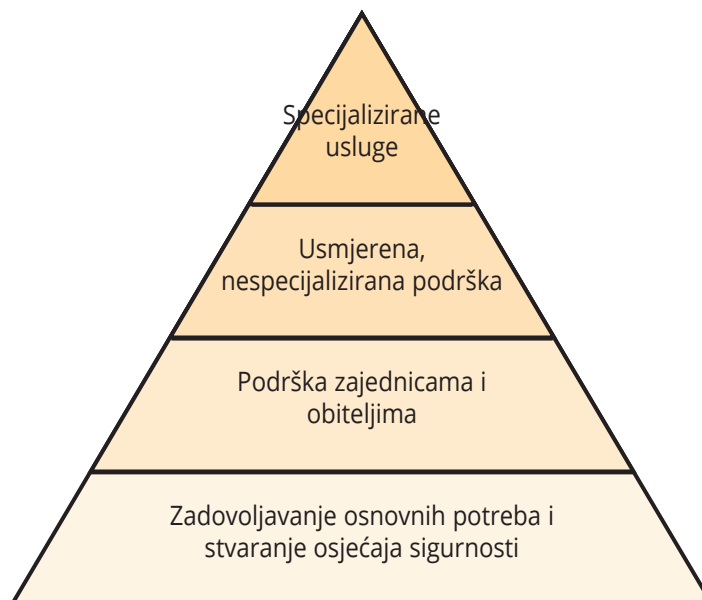 Specijalizirane
usluge
Usmjerena,
nespecijalizirana podrška
Podrška zajednicama i
obiteljima
Zadovoljavanje osnovnih potreba i
stvaranje osjećaja sigurnosti